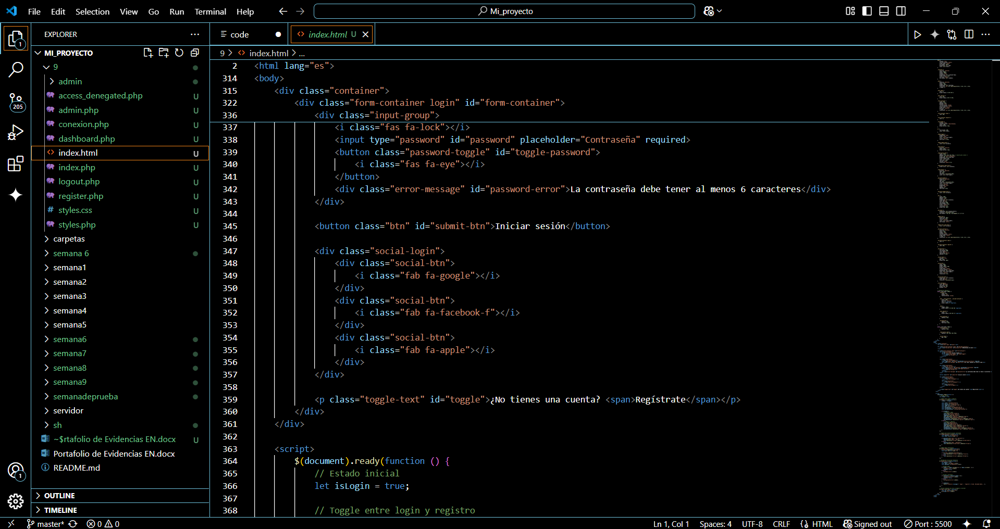 File Edit Selection View Go Run Terminal Help
Mi_proyecto
1
205
1
EXPLORER
MI_PROYECTO
9
admin
access_denegated.php U
admin.php U
conexion.php U
dashboard.php U
index.html U
index.php U
logout.php U
register.php U
styles.css U
styles.php U
carpetas
semana 6
semana1
semana2
semana3
semana4
semana5
semana6
semana7
semana8
semana9
semanadeprueba
servidor
sh
~$rtafolio de Evidencias EN.docx U
Portafolio de Evidencias EN.docx
README.md
OUTLINE
TIMELINE
code
index.html U
9 > index.html > ...
2 <html lang="es">
314 <body>
315 <div class="container">
322 <div class="form-container login" id="form-container">
336 <div class="input-group">
337 <i class="fas fa-lock"></i>
338 <input type="password" id="password" placeholder="Contraseña" required>
339 <button class="password-toggle" id="toggle-password">
340 <i class="fas fa-eye"></i>
341 </button>
342 <div class="error-message" id="password-error">La contraseña debe tener al menos 6 caracteres</div>
343 </div>
344
345 <button class="btn" id="submit-btn">Iniciar sesión</button>
346
347 <div class="social-login">
348 <div class="social-btn">
349 <i class="fab fa-google"></i>
350 </div>
351 <div class="social-btn">
352 <i class="fab fa-facebook-f"></i>
353 </div>
354 <div class="social-btn">
355 <i class="fab fa-apple"></i>
356 </div>
357 </div>
358
359 <p class="toggle-text" id="toggle">¿No tienes una cuenta? <span>Regístrate</span></p>
360 </div>
361 </div>
362
363 <script>
364 $(document).ready(function () {
365 // Estado inicial
366 let isLogin = true;
367
368 // Toggle entre login y registro
master* 0 0
Ln 1, Col 1 Spaces: 4 UTF-8 CRLF HTML Signed out Port : 5500